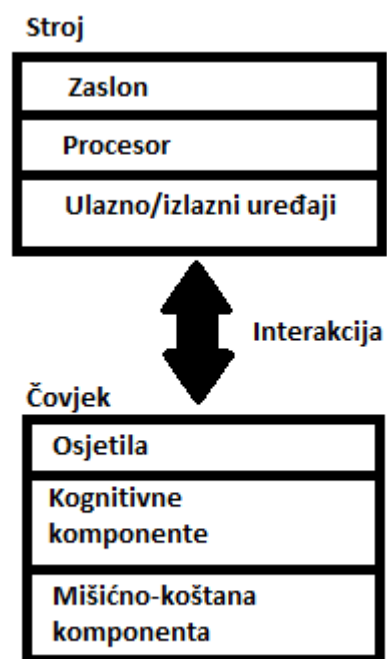 Stroj
Zaslon
Procesor
Ulazno/izlazni uređaji
Interakcija
Čovjek
Osjetila
Kognitivne
komponente
Mišićno-koštana
komponenta